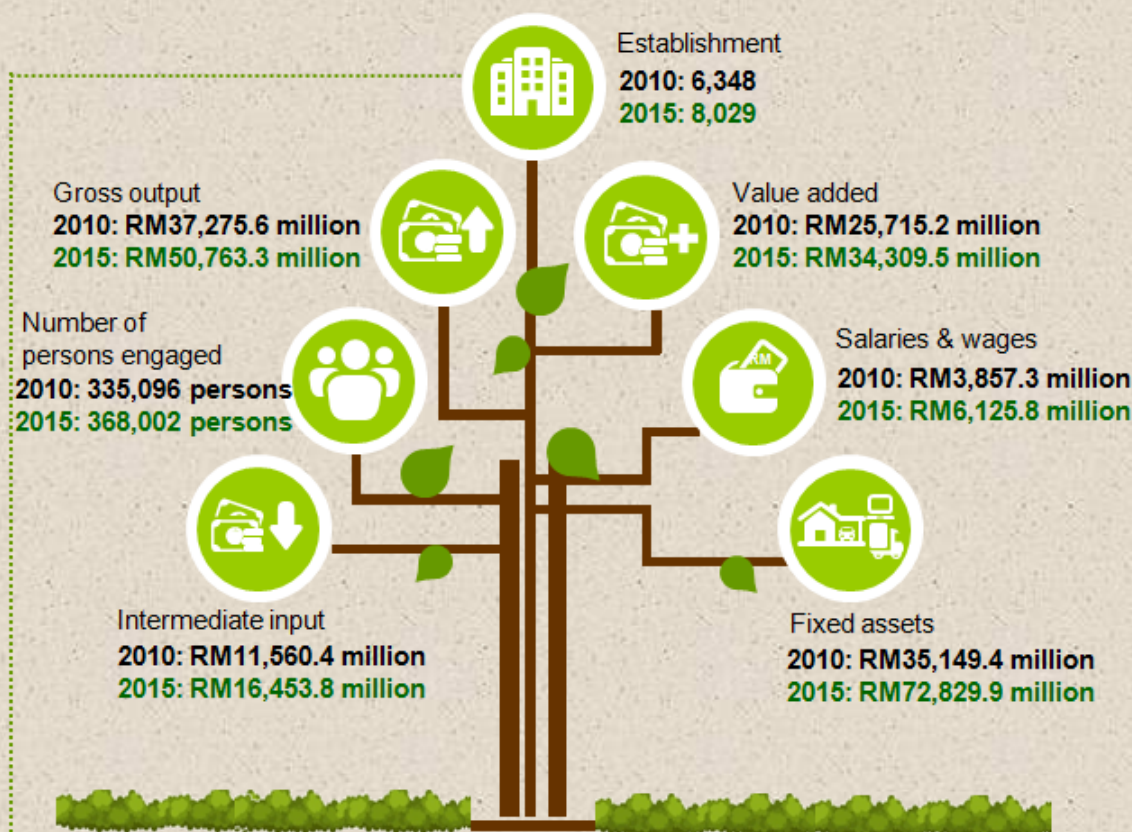 Establishment
2010: 6,348
2015: 8,029
Gross output
2010: RM37,275.6 million
2015: RM50,763.3 million
Value added
2010: RM25,715.2 million
2015: RM34,309.5 million
Number of
persons engaged
2010: 335,096 persons
2015: 368,002 persons
RM
Salaries & wages
2010: RM3,857.3 million
2015: RM6,125.8 million
Intermediate input
2010: RM11,560.4 million
2015: RM16,453.8 million
Fixed assets
2010: RM35,149.4 million
2015: RM72,829.9 million